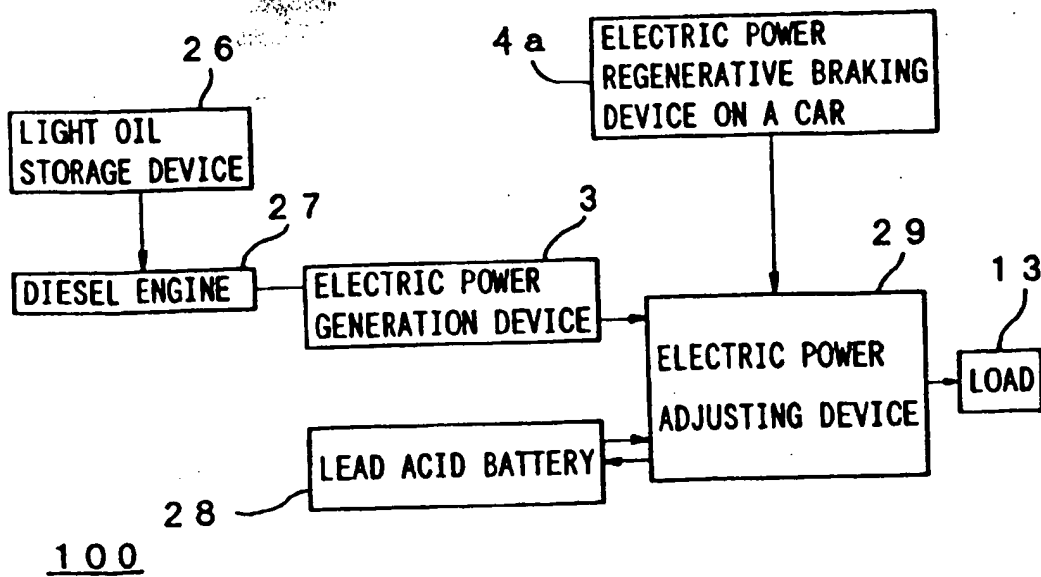 26
4a
ELECTRIC POWER
REGENERATIVE BRAKING
DEVICE ON A CAR
LIGHT OIL
STORAGE DEVICE
27
3
29
13
DIESEL ENGINE
ELECTRIC POWER
GENERATION DEVICE
ELECTRIC POWER
ADJUSTING DEVICE
LOAD
LEAD ACID BATTERY
28
100